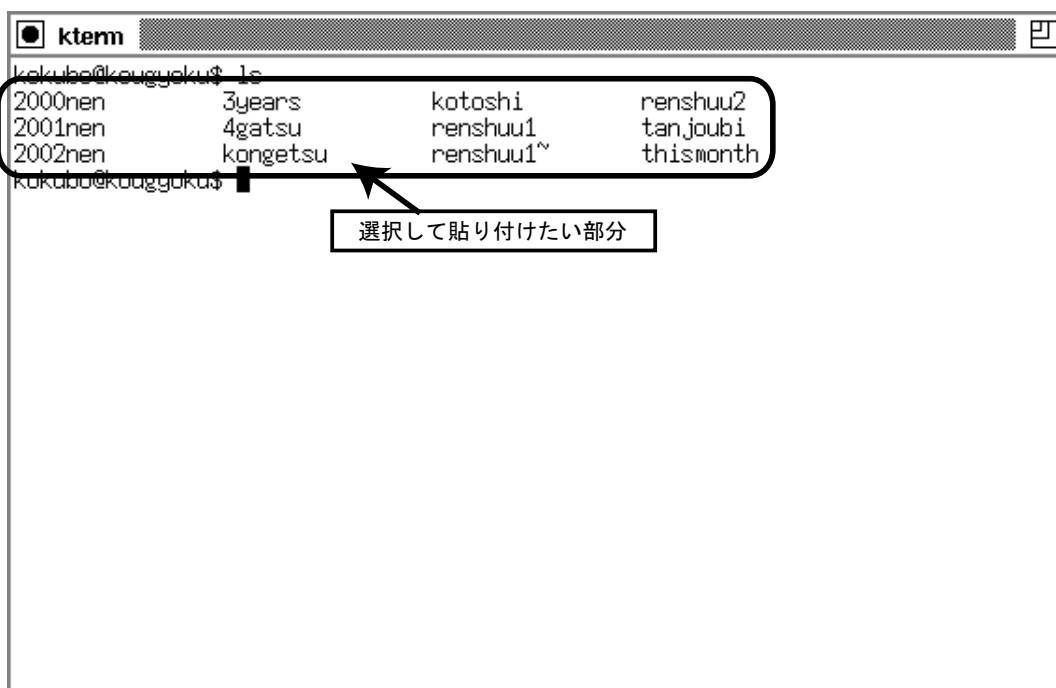 kterm
kokubo@kougyoku$ ls
2000nen 3years kotoshi renshuu2
2001nen 4gatsu renshuu1 tanjoubi
2002nen kongetsu renshuu1~ thismonth
kokubo@kougyoku$
選択して貼り付けたい部分